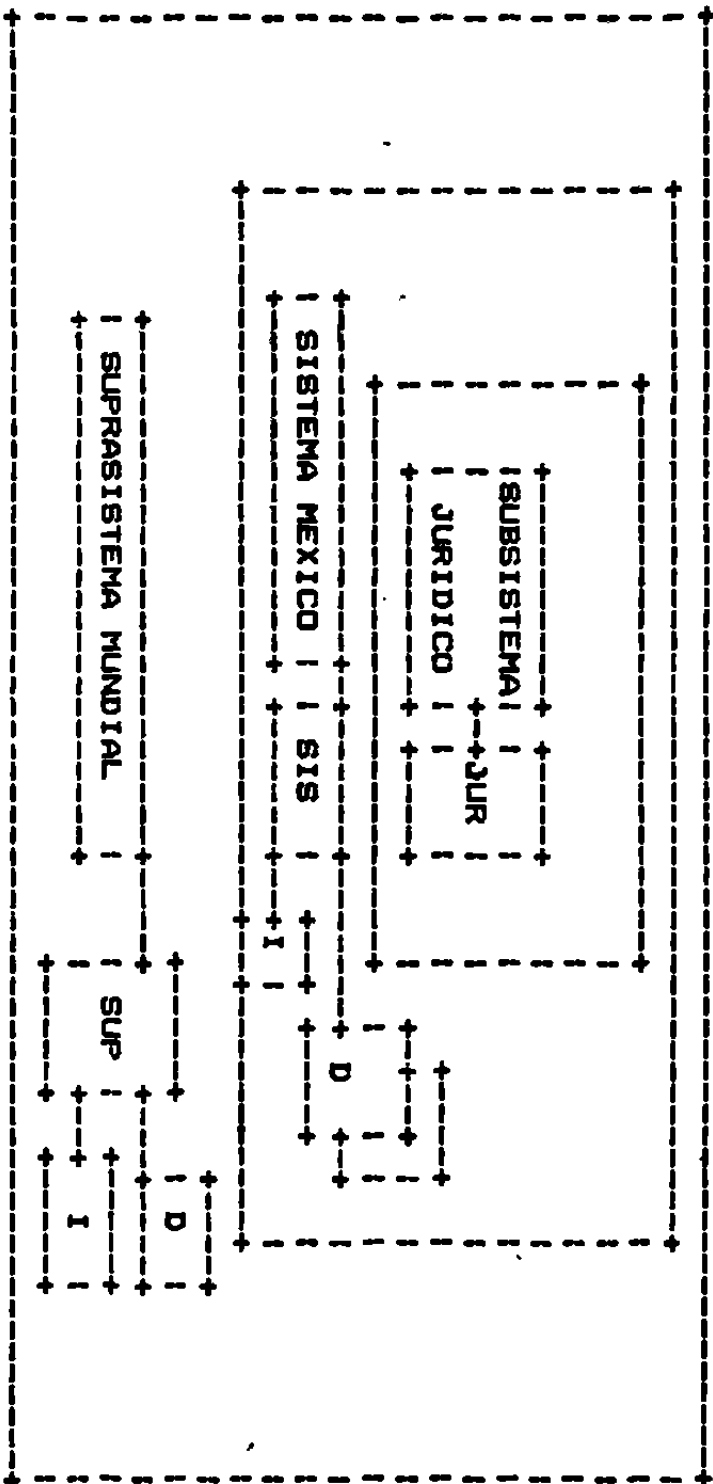 SUBSISTEMA
JUR
JURIDICO
D
SISTEMA MEXICO SIS
I
D
SUPRASISTEMA MUNDIAL SUP
I